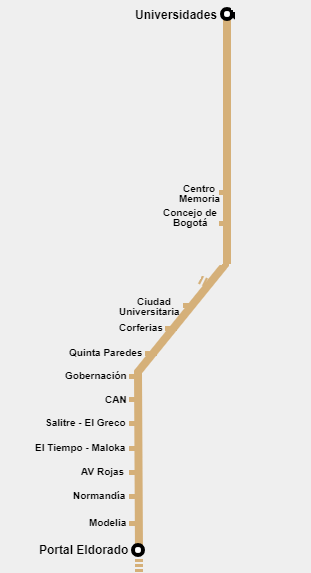 Universidades
Centro
Memoria
Concejo de
Bogotá
Ciudad
Universitaria
Corferias
Quinta Paredes
Gobernación
CAN
Salitre - El Greco
El Tiempo - Maloka
AV Rojas
Normandía
Modelia
Portal Eldorado